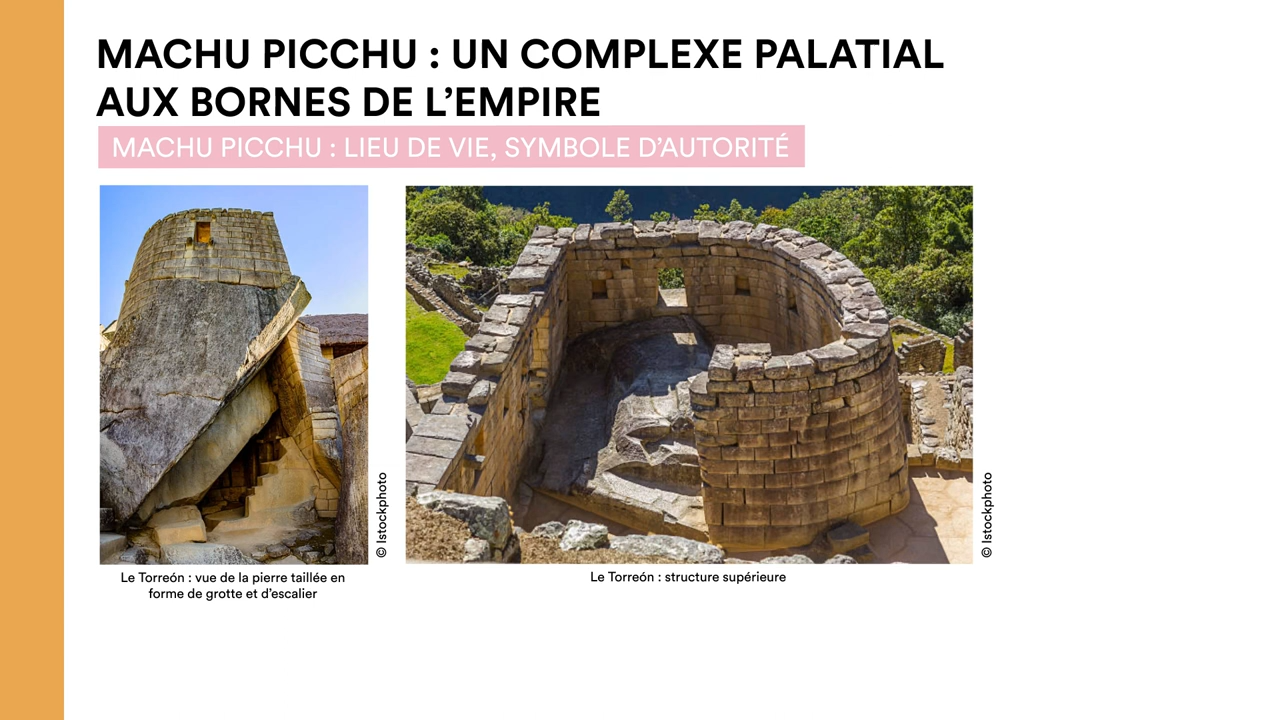 MACHU PICCHU : UN COMPLEXE PALATIAL
AUX BORNES DE L’EMPIRE
MACHU PICCHU : LIEU DE VIE, SYMBOLE D’AUTORITÉ
© Istockphoto
© Istockphoto
Le Torreón : vue de la pierre taillée en
forme de grotte et d’escalier
Le Torreón : structure supérieure